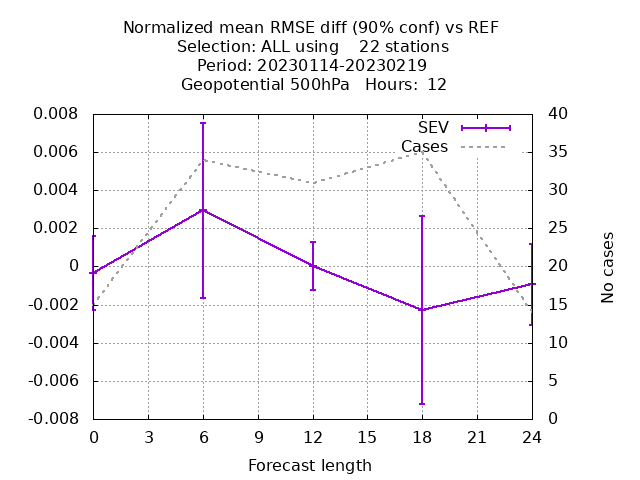 Normalized mean RMSE diff (90% conf) vs REF
Selection: ALL using    22 stations
Period: 20230114-20230219
Geopotential 500hPa   Hours:  12
0.008
0.006
0.004
0.002
0
-0.002
-0.004
-0.006
-0.008
SEV
Cases
40
35
30
25
20
15
10
5
0
No cases
0 3 6 9 12 15 18 21 24
Forecast length